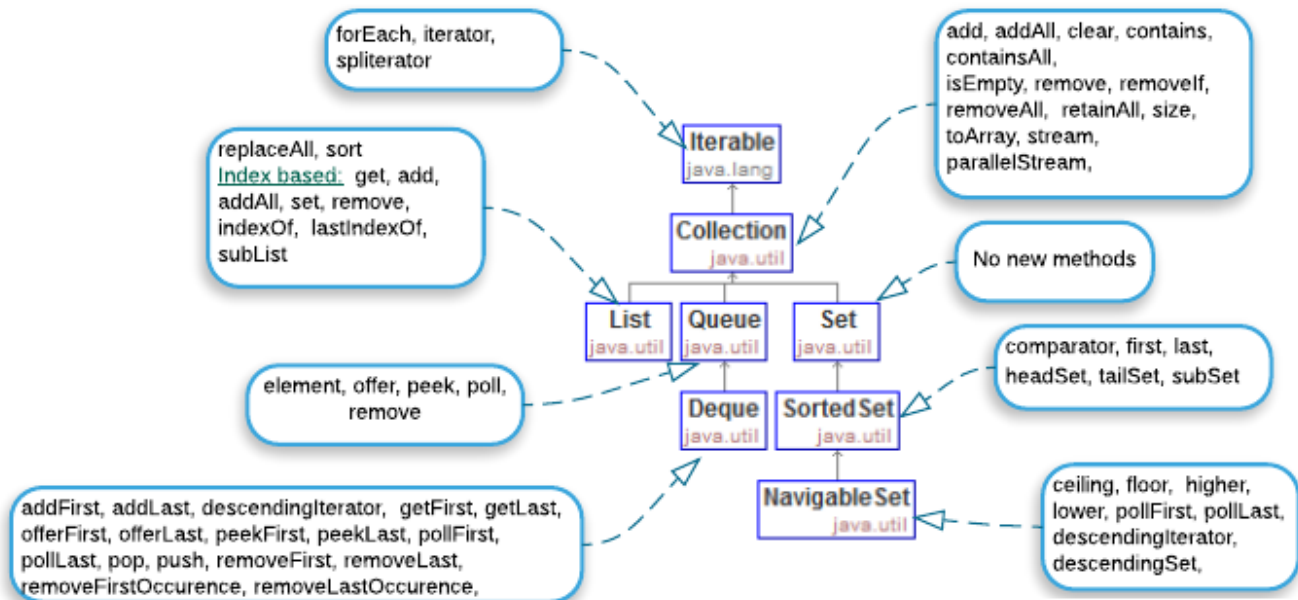 forEach, iterator,
spliterator
add, addAll, clear, contains,
containsAll,
isEmpty, remove, removeIf,
removeAll, retainAll, size,
toArray, stream,
parallelStream,
Iterable
java.lang
replaceAll, sort
Index based: get, add,
addAll, set, remove,
indexOf, lastIndexOf,
subList
Collection
java.util
No new methods
List
java.util
Queue
java.util
Set
java.util
comparator, first, last,
headSet, tailSet, subSet
element, offer, peek, poll,
remove
Deque
java.util
SortedSet
java.util
addFirst, addLast, descendingIterator, getFirst, getLast,
offerFirst, offerLast, peekFirst, peekLast, pollFirst,
pollLast, pop, push, removeFirst, removeLast,
removeFirstOccurence, removeLastOccurence,
NavigableSet
java.util
ceiling, floor, higher,
lower, pollFirst, pollLast,
descendingIterator,
descendingSet,